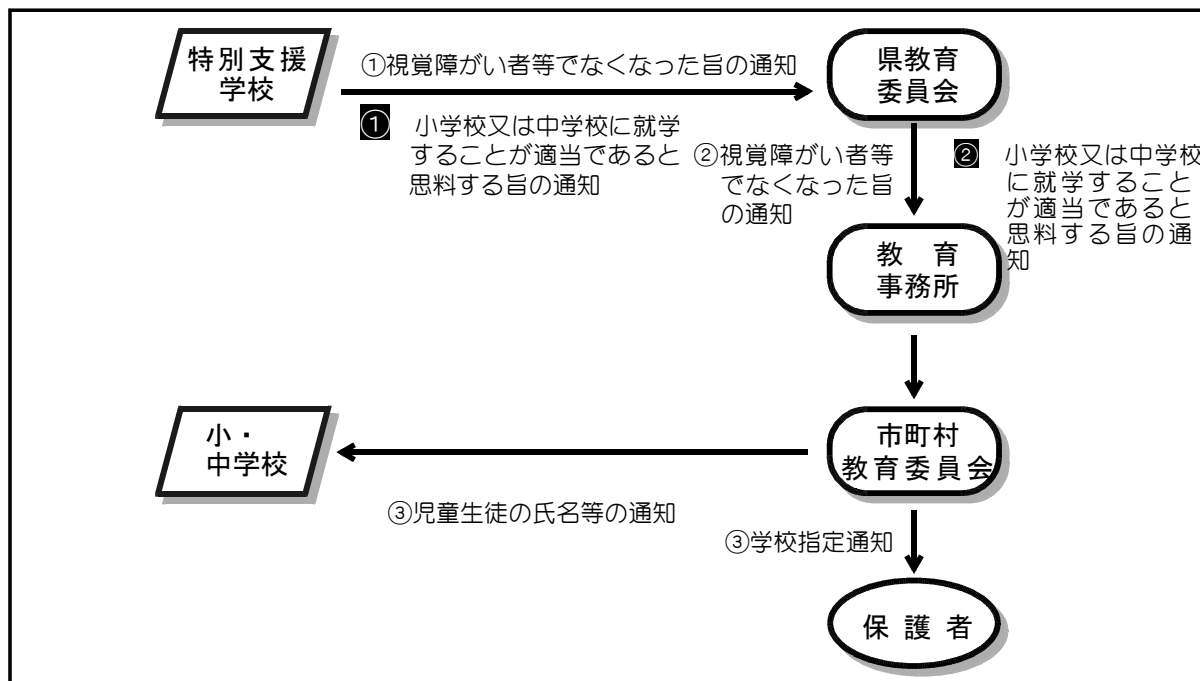 特別支援
学校
①視覚障がい者等でなくなった旨の通知
県教育
委員会
❶ 小学校又は中学校に就学
することが適当であると
思料する旨の通知
②視覚障がい者等
でなくなった旨
の通知
❷ 小学校又は中学校
に就学すること
が適当であると
思料する旨の通
知
教 育
事務所
小・
中学校
市町村
教育委員会
③児童生徒の氏名等の通知
③学校指定通知
保 護 者